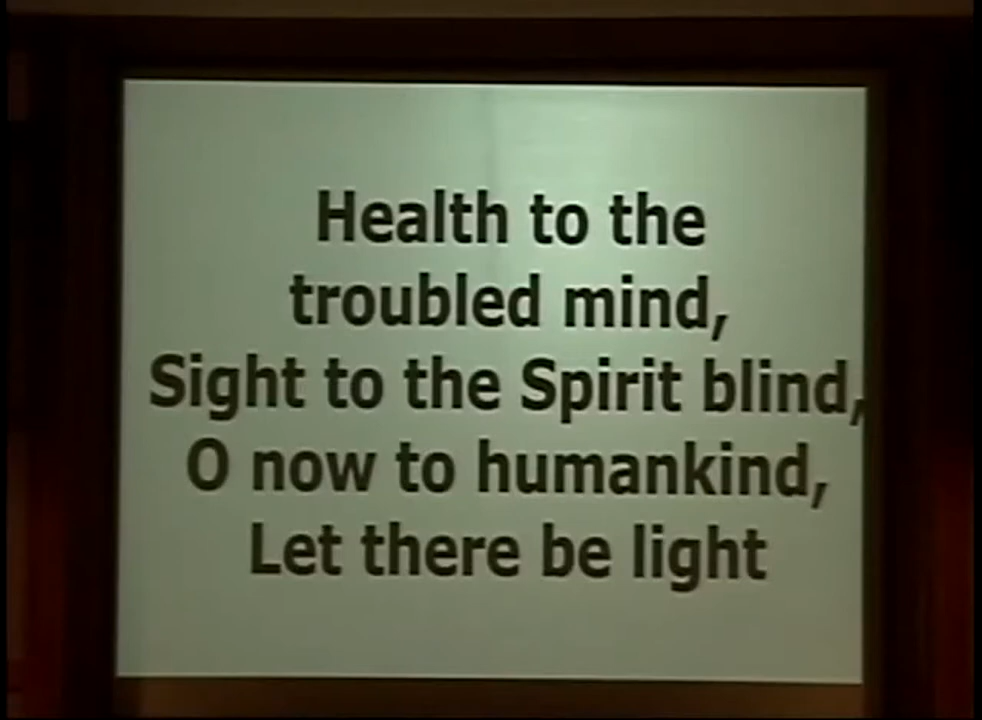 Health to the
troubled mind,
Sight to the Spirit blind,
O now to humankind,
Let there be light